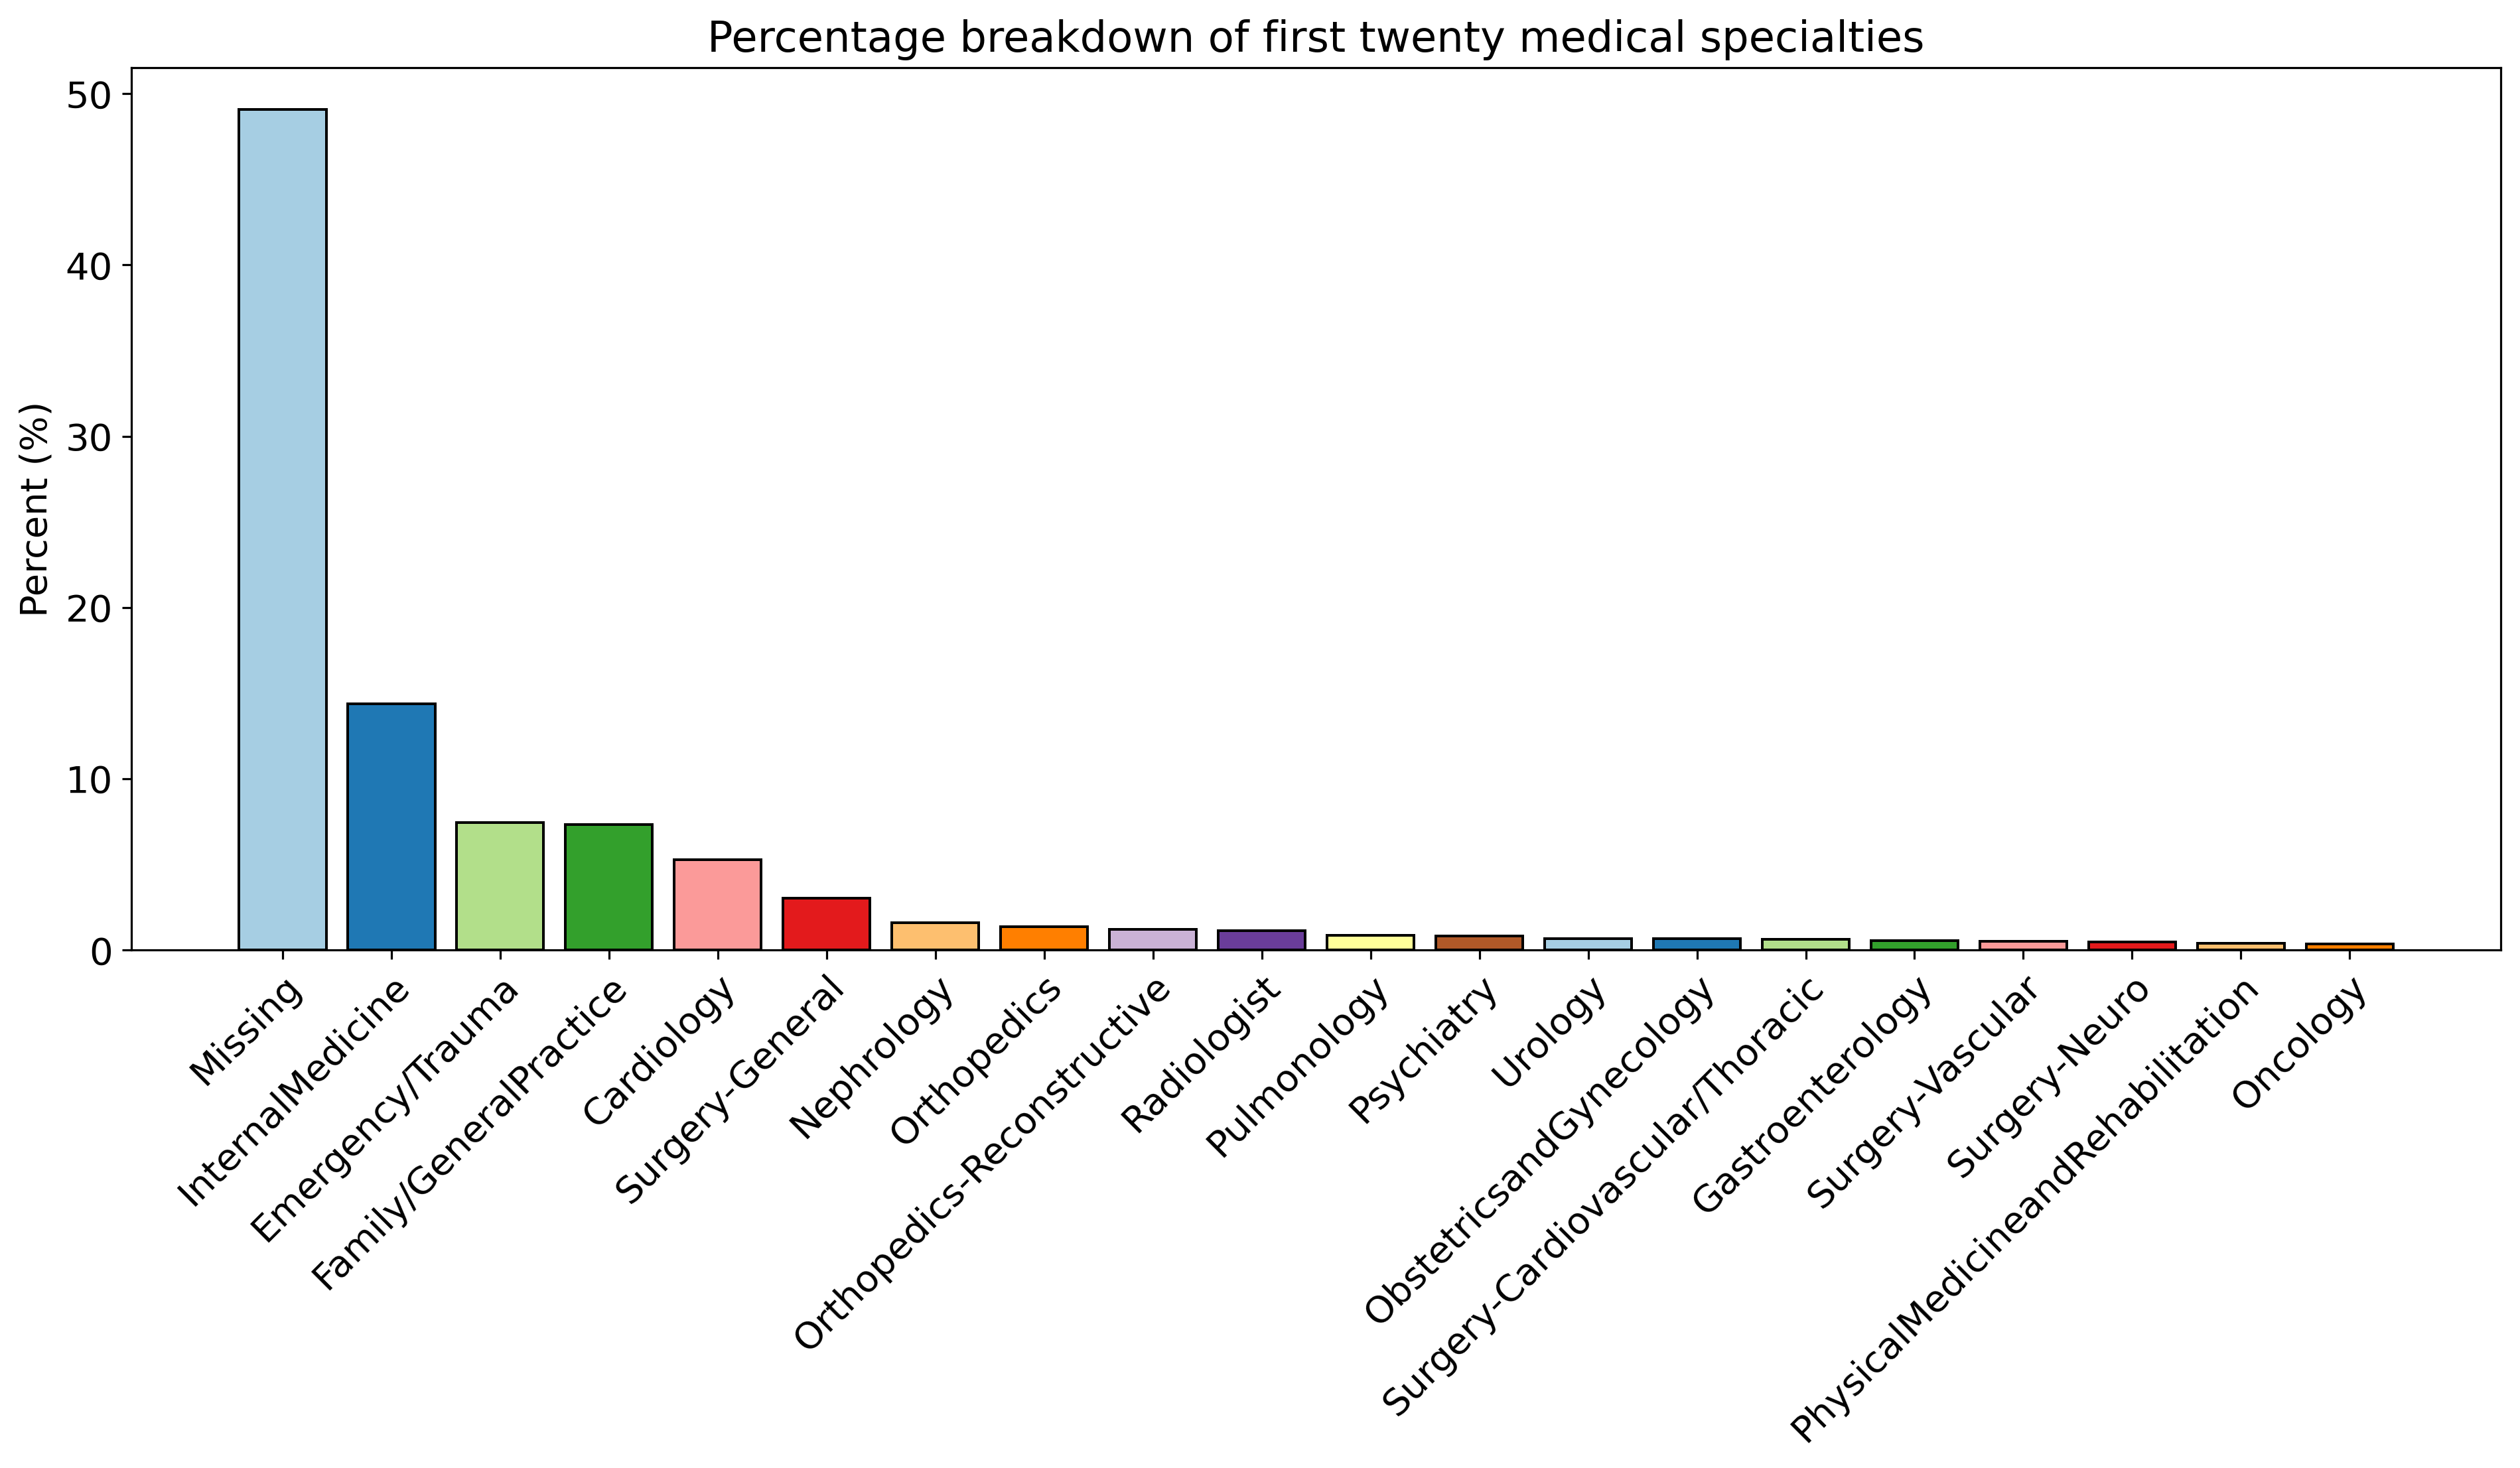 Percentage breakdown of first twenty medical specialties
Percent (%)
50
40
30
20
10
0
Missing
InternalMedicine
Emergency/Trauma
Family/GeneralPractice
Cardiology
Surgery-General
Nephrology
Orthopedics
Orthopedics-Reconstructive
Radiologist
Pulmonology
Psychiatry
Urology
ObstetricsandGynecology
Surgery-Cardiovascular/Thoracic
Gastroenterology
Surgery-Vascular
Surgery-Neuro
PhysicalMedicineandRehabilitation
Oncology